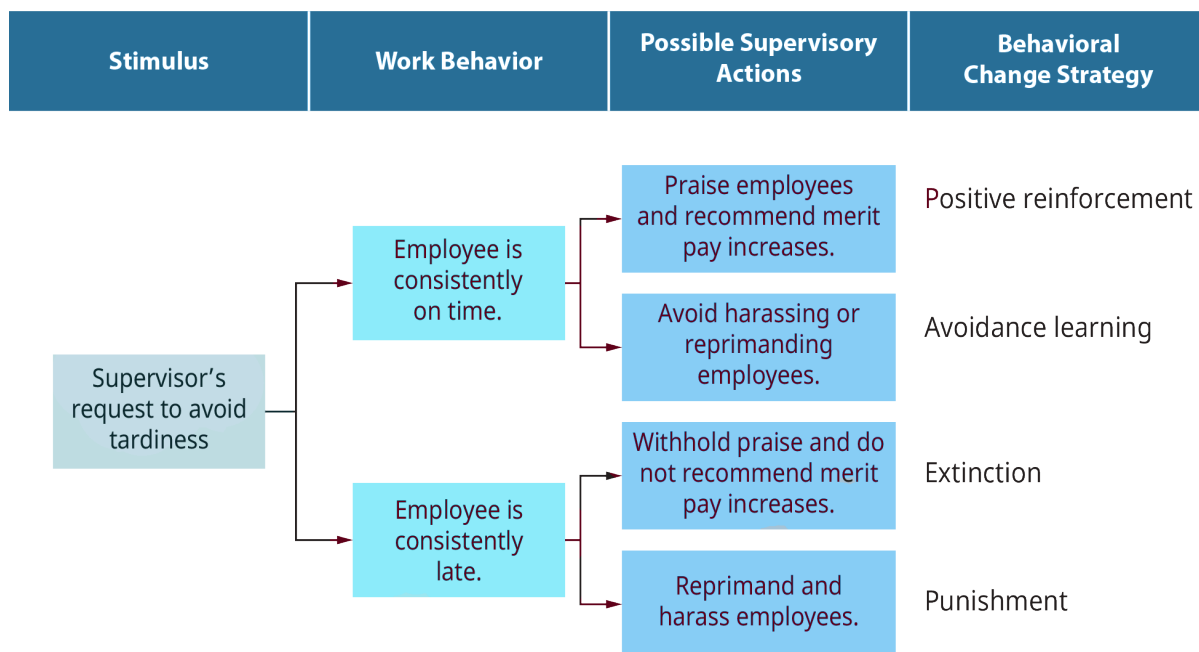 Stimulus
Work Behavior
Possible Supervisory
Actions
Behavioral
Change Strategy
Supervisor’s
request to avoid
tardiness
Employee is
consistently
on time.
Employee is
consistently
late.
Praise employees
and recommend merit
pay increases.
Positive reinforcement
Avoid harassing or
reprimanding
employees.
Avoidance learning
Withhold praise and do
not recommend merit
pay increases.
Extinction
Reprimand and
harass employees.
Punishment